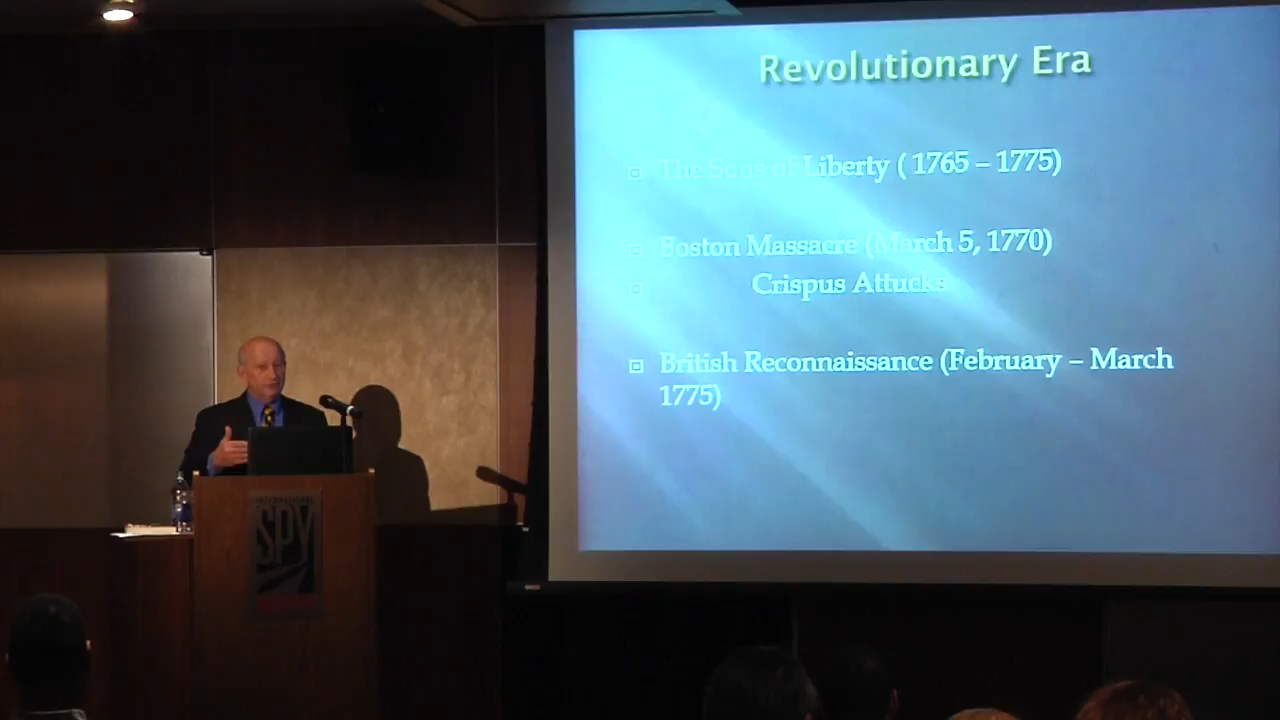 Revolutionary Era
The Sons of Liberty ( 1765 – 1775)
Boston Massacre (March 5, 1770)
Crispus Attucks
British Reconnaissance (February – March
1775)
INTERNATIONAL
SPY